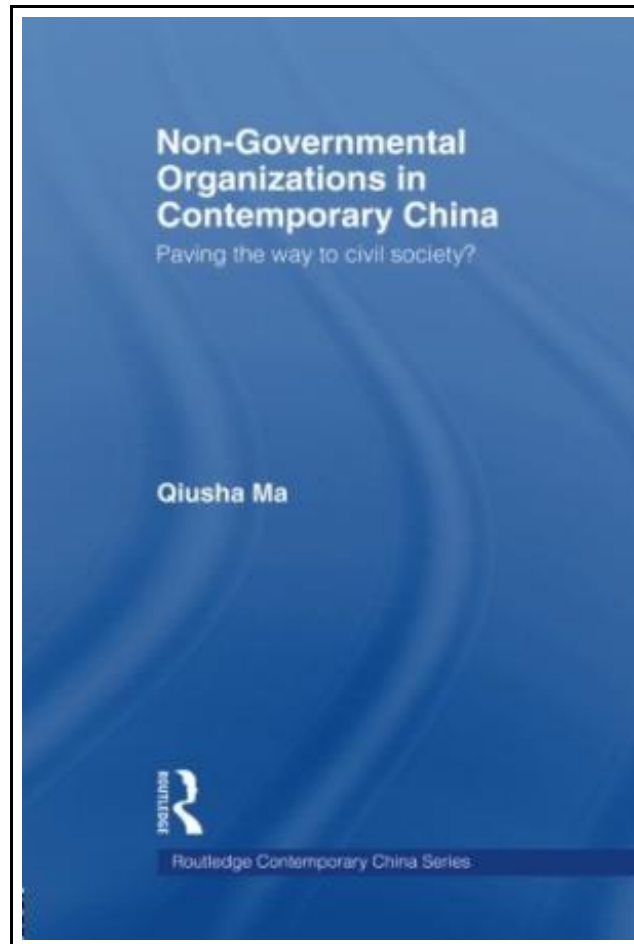 Non-Governmental
Organizations in
Contemporary China
Paving the way to civil society?
Qiusha Ma
ROUTLEDGE
Routledge Contemporary China Series